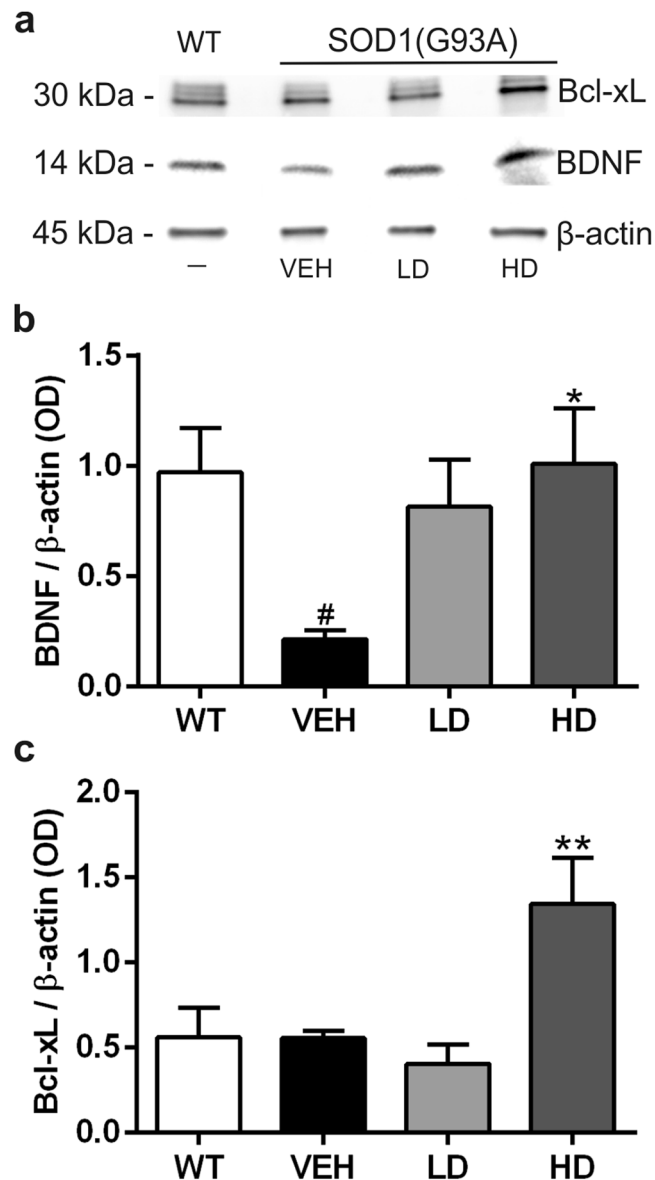 a
WT SOD1(G93A)
30 kDa - Bcl-xL
14 kDa - BDNF
45 kDa - β-actin
– VEH LD HD
b
BDNF / β-actin (OD)
1.5
1.0
0.5
0.0
#
*
WT VEH LD HD
c
Bcl-xL / β-actin (OD)
2.0
1.5
1.0
0.5
0.0
**
WT VEH LD HD